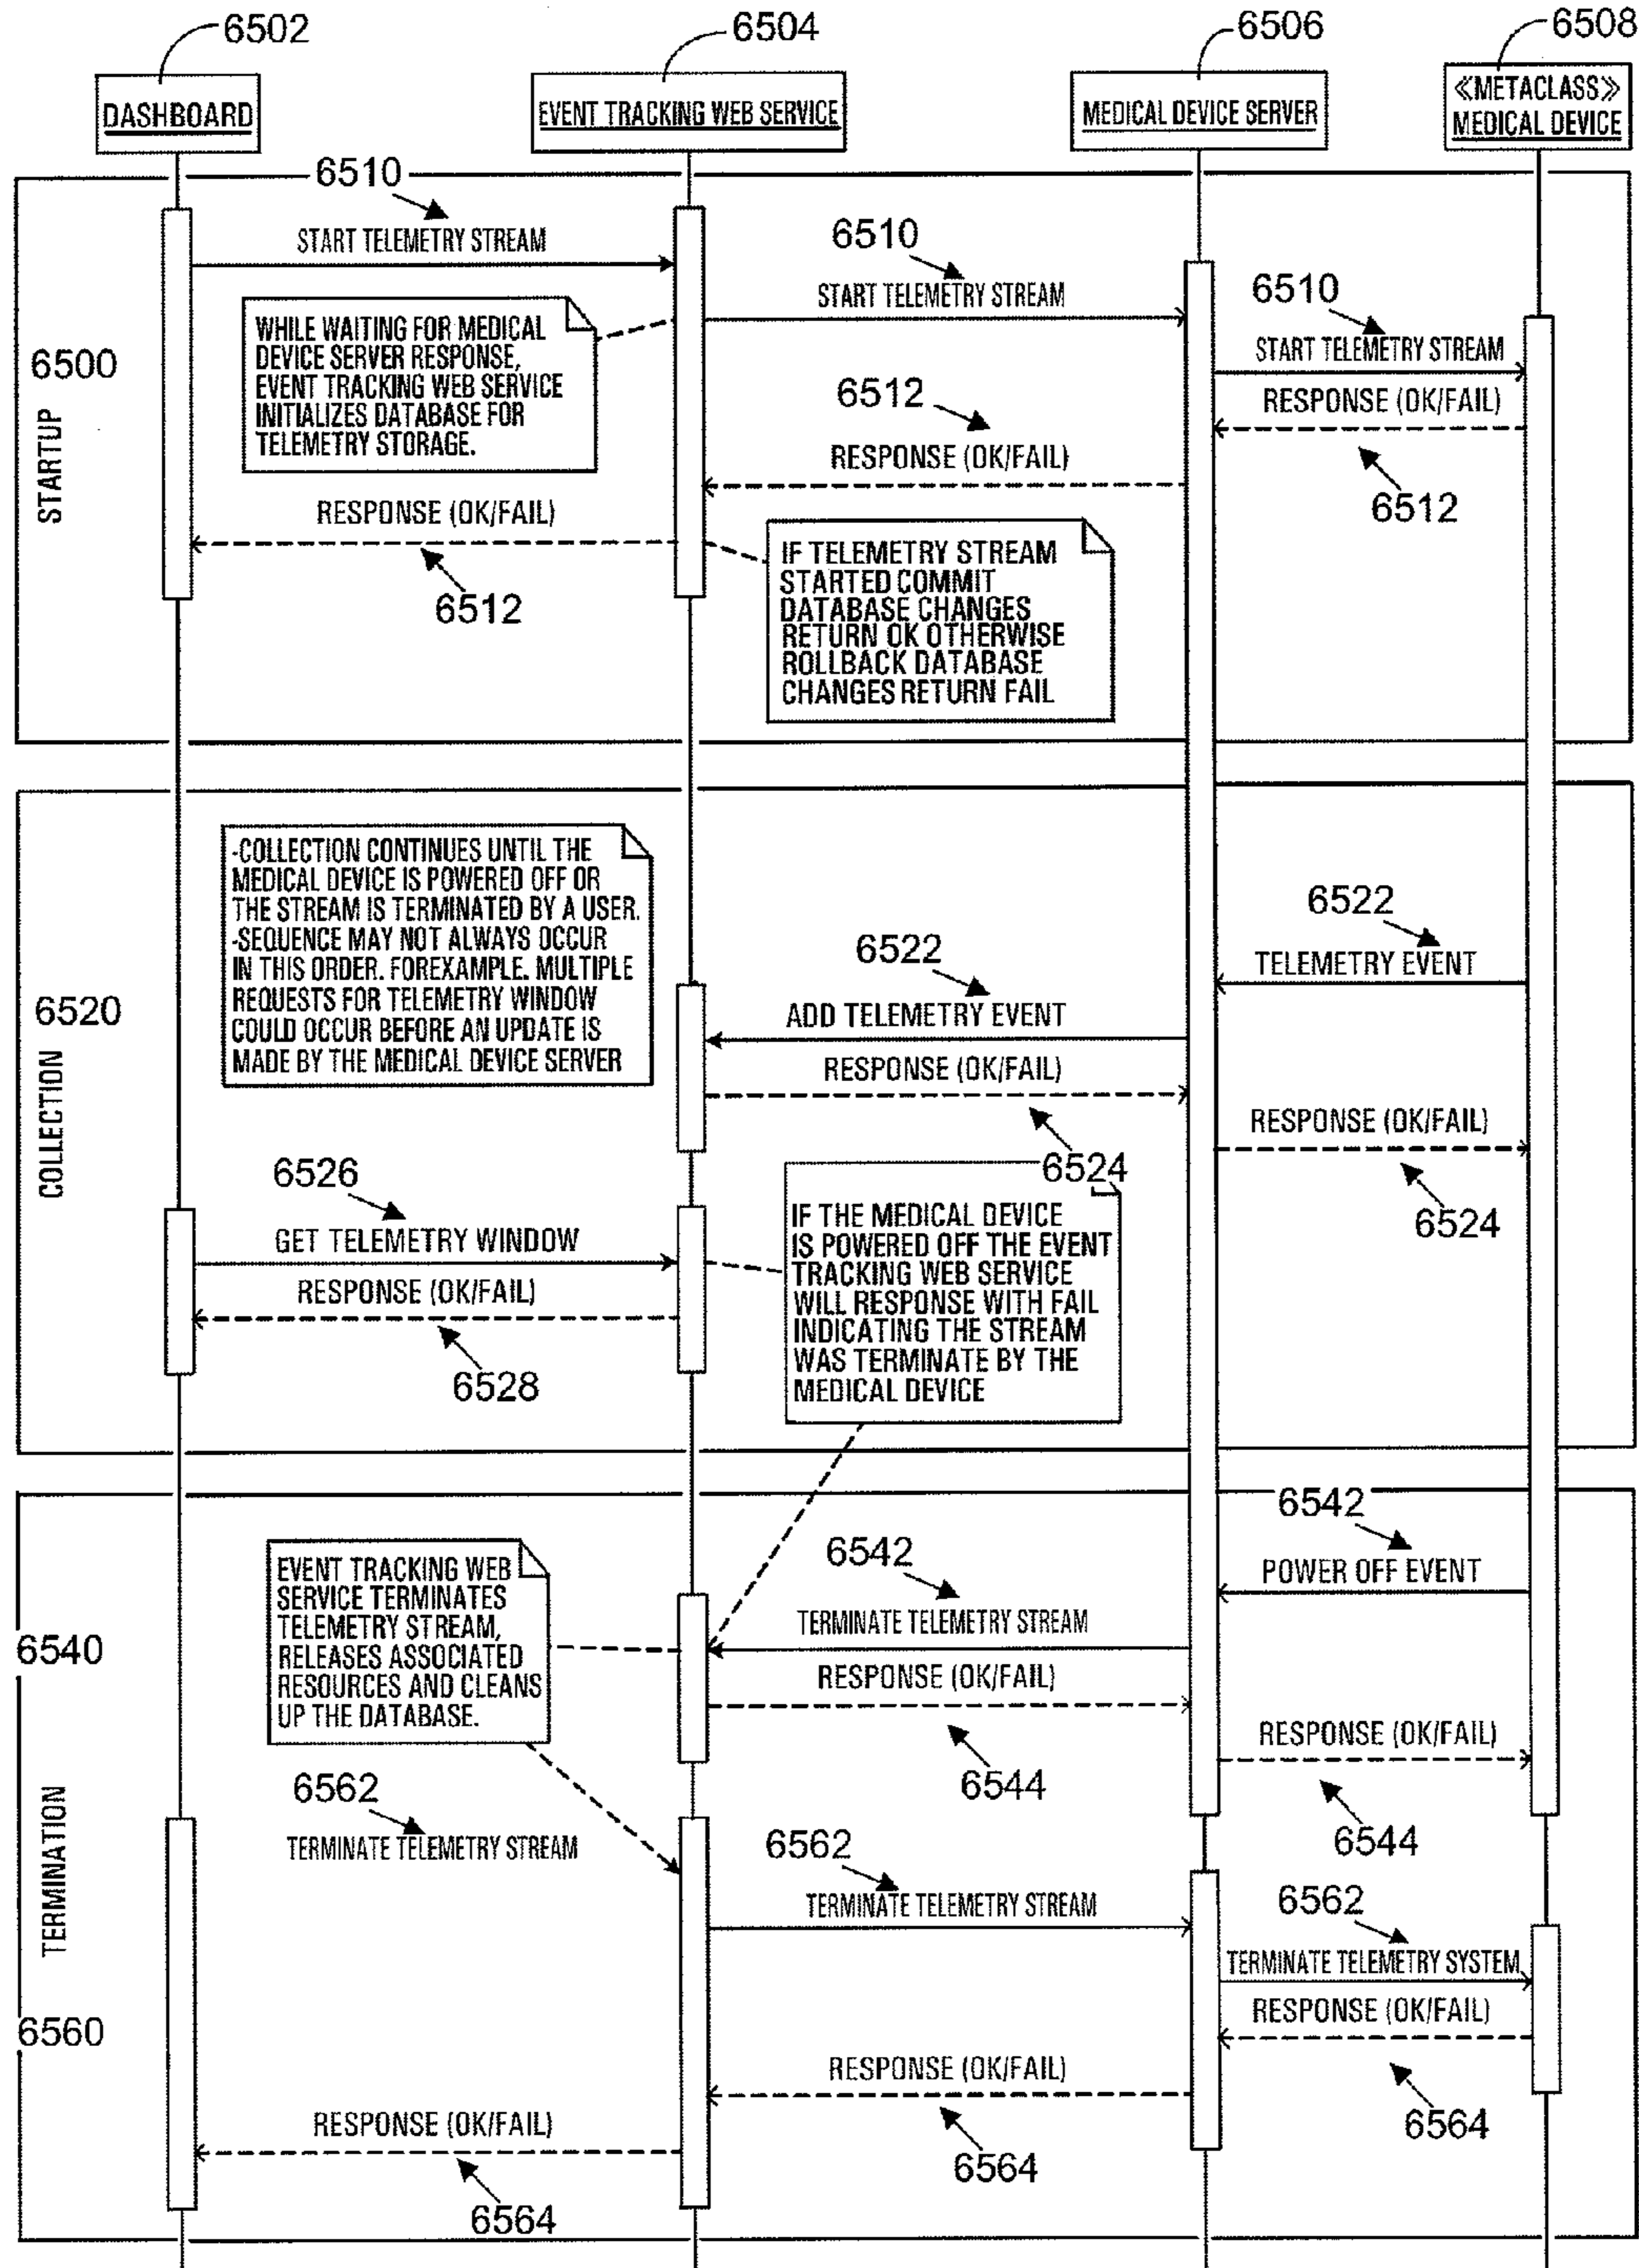 6502
6504
6506
6508
DASHBOARD
EVENT TRACKING WEB SERVICE
MEDICAL DEVICE SERVER
≪METACLASS≫
MEDICAL DEVICE
6500
STARTUP
6510
START TELEMETRY STREAM
6510
START TELEMETRY STREAM
6510
START TELEMETRY STREAM
WHILE WAITING FOR MEDICAL
DEVICE SERVER RESPONSE,
EVENT TRACKING WEB SERVICE
INITIALIZES DATABASE FOR
TELEMETRY STORAGE.
RESPONSE (OK/FAIL)
6512
6512
RESPONSE (OK/FAIL)
RESPONSE (OK/FAIL)
6512
IF TELEMETRY STREAM
STARTED COMMIT
DATABASE CHANGES
RETURN OK OTHERWISE
ROLLBACK DATABASE
CHANGES RETURN FAIL
6520
COLLECTION
-COLLECTION CONTINUES UNTIL THE
MEDICAL DEVICE IS POWERED OFF OR
THE STREAM IS TERMINATED BY A USER.
-SEQUENCE MAY NOT ALWAYS OCCUR
IN THIS ORDER. FOREXAMPLE. MULTIPLE
REQUESTS FOR TELEMETRY WINDOW
COULD OCCUR BEFORE AN UPDATE IS
MADE BY THE MEDICAL DEVICE SERVER
6522
TELEMETRY EVENT
6522
ADD TELEMETRY EVENT
RESPONSE (OK/FAIL)
6524
RESPONSE (OK/FAIL)
6524
6526
GET TELEMETRY WINDOW
RESPONSE (OK/FAIL)
6528
IF THE MEDICAL DEVICE
IS POWERED OFF THE EVENT
TRACKING WEB SERVICE
WILL RESPONSE WITH FAIL
INDICATING THE STREAM
WAS TERMINATE BY THE
MEDICAL DEVICE
6540
TERMINATION
6560
6542
POWER OFF EVENT
6542
TERMINATE TELEMETRY STREAM
RESPONSE (OK/FAIL)
6544
RESPONSE (OK/FAIL)
6544
EVENT TRACKING WEB
SERVICE TERMINATES
TELEMETRY STREAM,
RELEASES ASSOCIATED
RESOURCES AND CLEANS
UP THE DATABASE.
6562
TERMINATE TELEMETRY STREAM
6562
TERMINATE TELEMETRY STREAM
6562
TERMINATE TELEMETRY SYSTEM
RESPONSE (OK/FAIL)
6564
RESPONSE (OK/FAIL)
6564
RESPONSE (OK/FAIL)
6564